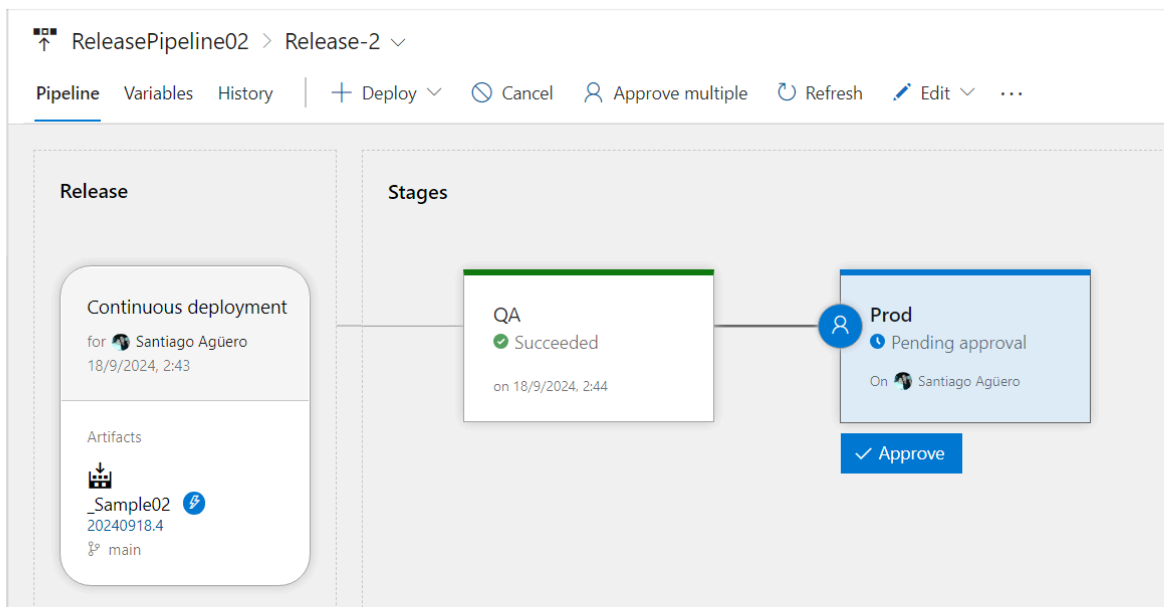 ReleasePipeline02 > Release-2
Pipeline Variables History Deploy Cancel Approve multiple Refresh Edit ...
Release
Stages
Continuous deployment
for Santiago Agüero
18/9/2024, 2:43
Artifacts
_Sample02
20240918.4
main
QA
Succeeded
on 18/9/2024, 2:44
Prod
Pending approval
On Santiago Agüero
Approve